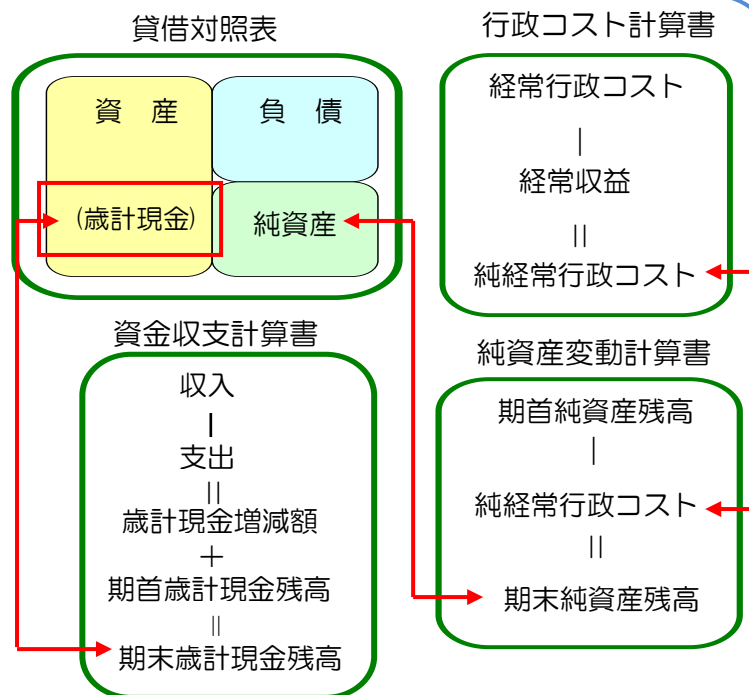 貸借対照表
資　産
負　債
(歳計現金)
純資産
行政コスト計算書
経常行政コスト
｜
経常収益
||
純経常行政コスト
資金収支計算書
収入
｜
支出
||
歳計現金増減額
＋
期首歳計現金残高
||
期末歳計現金残高
純資産変動計算書
期首純資産残高
｜
純経常行政コスト
||
期末純資産残高